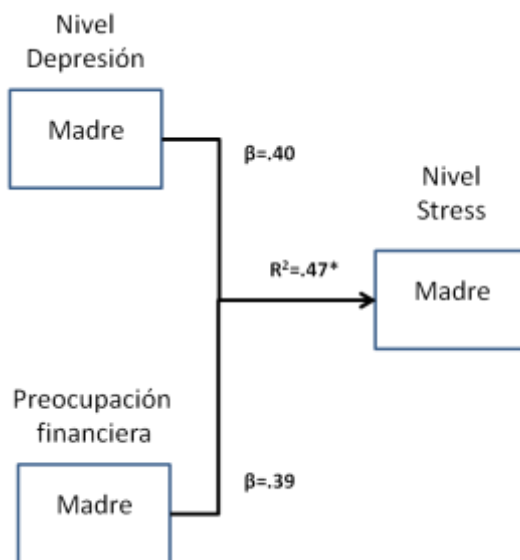 Nivel
Depresión
Madre
β=.40
Nivel
Stress
R²=.47*
Madre
Preocupación
financiera
Madre
β=.39